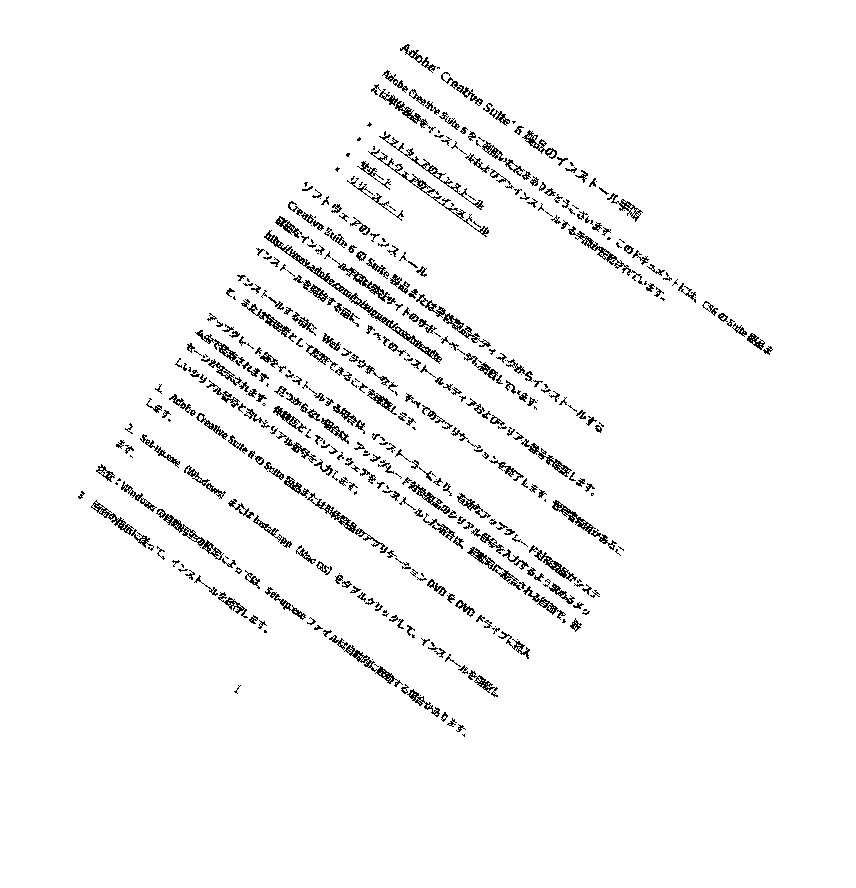 Adobe® Creative Suite® 6 製品のインストール手順
Adobe Creative Suite 6 をご利用いただきありがとうございます。このドキュメントには、CS6 の Suite 製品ま
たは単体製品をインストールおよびアンインストールする手順が記載されています。
• ソフトウェアのインストール
• ソフトウェアのアンインストール
• サポート
• リリースノート
ソフトウェアのインストール
Creative Suite 6 の Suite 製品または単体製品をディスクからインストールする
詳細なインストール手順は弊社サイトのサポートページに記載しています。
インストールを開始する前に、すべてのインストールメディアおよびシリアル番号を確認します。
インストールする前に、Web ブラウザーなど、すべてのアプリケーションを終了します。管理者権限があるこ
と、または管理者として認証できることを確認します。
アップグレード版をインストールする場合は、インストーラーにより、有効なアップグレード対象製品がシステ
ム内で検索されます。見つからない場合は、アップグレード対象製品のシリアル番号を入力するよう求めるメッ
セージが表示されます。体験版としてソフトウェアをインストールした場合は、起動時に表示される画面で、新
しいシリアル番号と古いシリアル番号を入力します。
1. Adobe Creative Suite 6 の Suite 製品または単体製品のアプリケーション DVD を DVD ドライブに挿入
します。
2. Set-up.exe（Windows）または Install.app（Mac OS）をダブルクリックして、インストールを開始し
ます。
注意：Windows の自動再生の設定によっては、Set-up.exe ファイルは自動的に起動する場合があります。
3 画面の指示に従って、インストールを実行します。
1